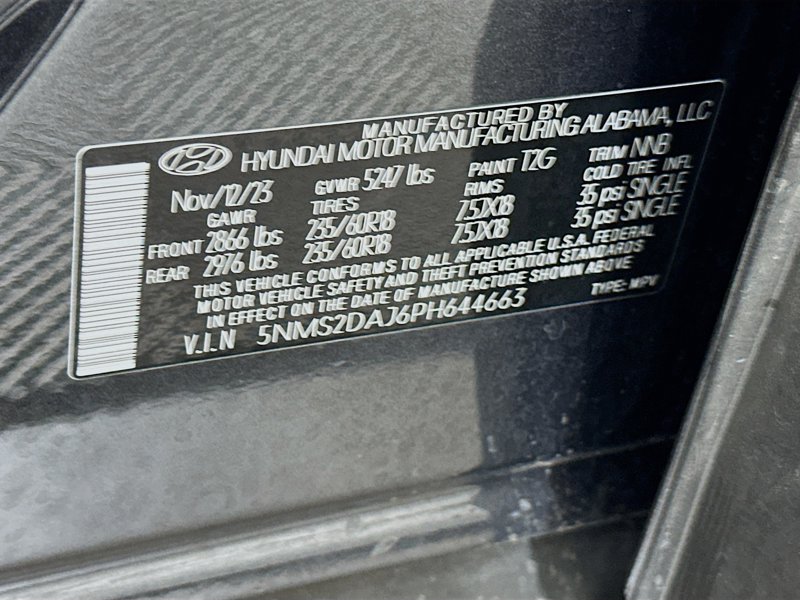 MANUFACTURED BY
HYUNDAI MOTOR MANUFACTURING ALABAMA, LLC
Nov/12/23 GVWR 5247 lbs PAINT T2G TRIM NNB
GAWR TIRES RIMS COLD TIRE INFL
FRONT 2866 lbs 235/60R18 7.5JX18 35 psi SINGLE
REAR 2976 lbs 235/60R18 7.5JX18 35 psi SINGLE
THIS VEHICLE CONFORMS TO ALL APPLICABLE U.S.A. FEDERAL
MOTOR VEHICLE SAFETY AND THEFT PREVENTION STANDARDS
IN EFFECT ON THE DATE OF MANUFACTURE SHOWN ABOVE
V.I.N 5NMS2DAJ6PH644663 TYPE: MPV